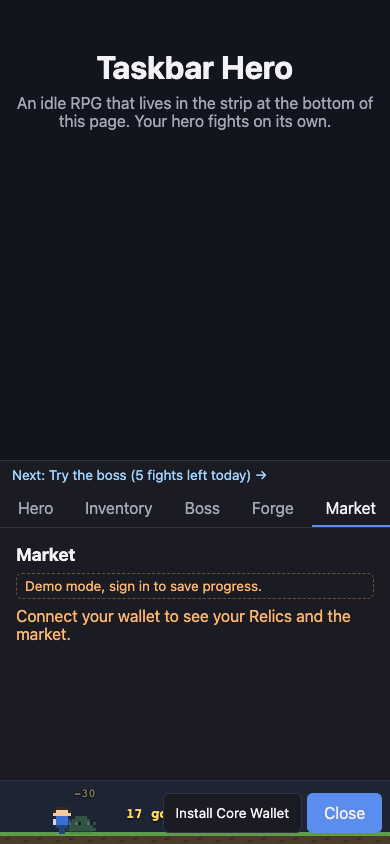 Taskbar Hero
An idle RPG that lives in the strip at the bottom of
this page. Your hero fights on its own.
Next: Try the boss (5 fights left today) →
Hero Inventory Boss Forge Market
Market
Demo mode, sign in to save progress.
Connect your wallet to see your Relics and the
market.
−30
17 Install Core Wallet Close